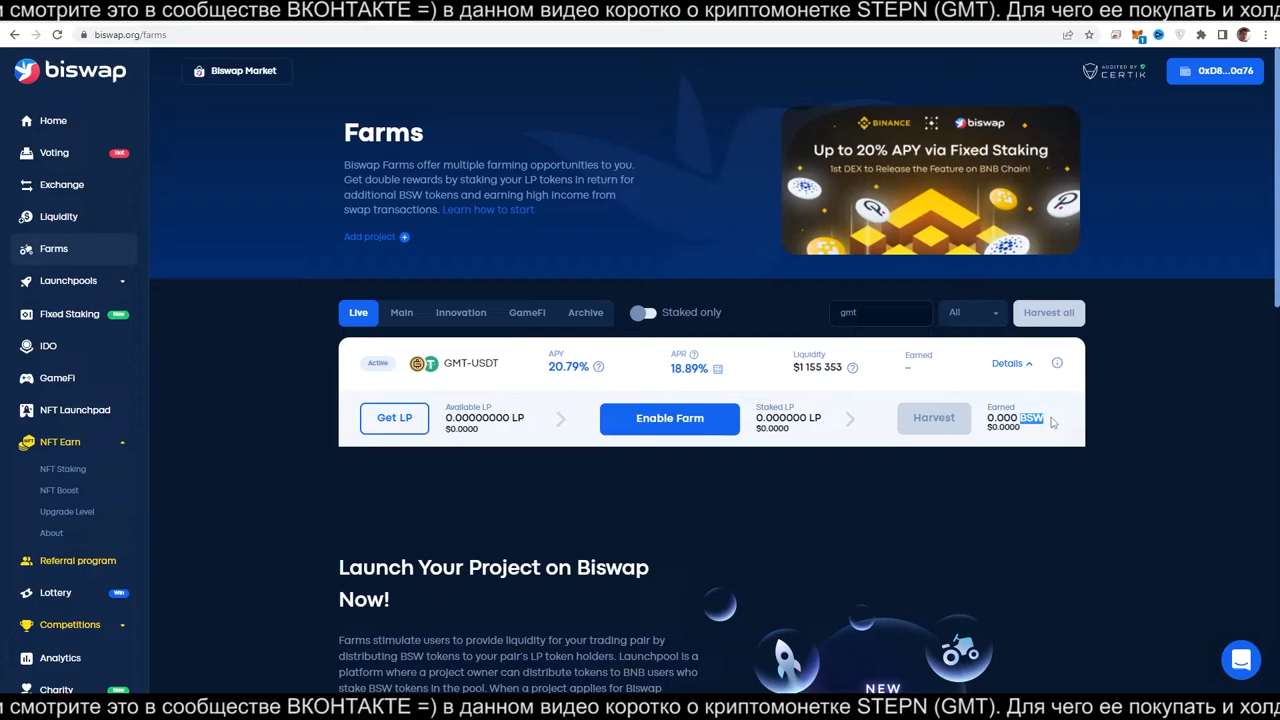 и смотрите это в сообществе ВКОНТАКТЕ =) в данном видео коротко о криптомонетке STEPN (GMT). Для чего ее покупать и холд
biswap.org/farms
1
biswap
Biswap Market
AUDITED BY
CERTIK
0xD8...0a76
Home
Voting
Hot
Exchange
Liquidity
Farms
Launchpools
Fixed Staking
New
IDO
GameFi
NFT Launchpad
NFT Earn
NFT Staking
NFT Boost
Upgrade Level
About
Referral program
Lottery
Win
Competitions
Analytics
Charity
New
Farms
Biswap Farms offer multiple farming opportunities to you.
Get double rewards by staking your LP tokens in return for
additional BSW tokens and earning high income from
swap transactions. Learn how to start
Add project
BINANCE
biswap
Up to 20% APY via Fixed Staking
1st DEX to Release the Feature on BNB Chain!
Live
Main
Innovation
GameFi
Archive
Staked only
gmt
All
Harvest all
Active
GMT-USDT
APY
20.79%
APR
18.89%
Liquidity
$1 155 353
Earned
–
Details
Get LP
Available LP
0.00000000 LP
$0.0000
Enable Farm
Staked LP
0.000000 LP
$0.0000
Harvest
Earned
0.000 BSW
$0.0000
Launch Your Project on Biswap
Now!
Farms stimulate users to provide liquidity for your trading pair by
distributing BSW tokens to your pair's LP token holders. Launchpool is a
platform where a project owner can distribute tokens to BNB users who
stake BSW tokens in the pool. When a project applies for Biswap
NEW
и смотрите это в сообществе ВКОНТАКТЕ =) в данном видео коротко о криптомонетке STEPN (GMT). Для чего ее покупать и холд